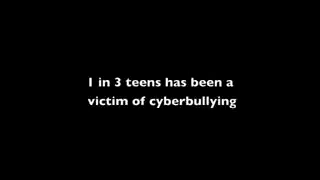 1 in 3 teens has been a
victim of cyberbullying